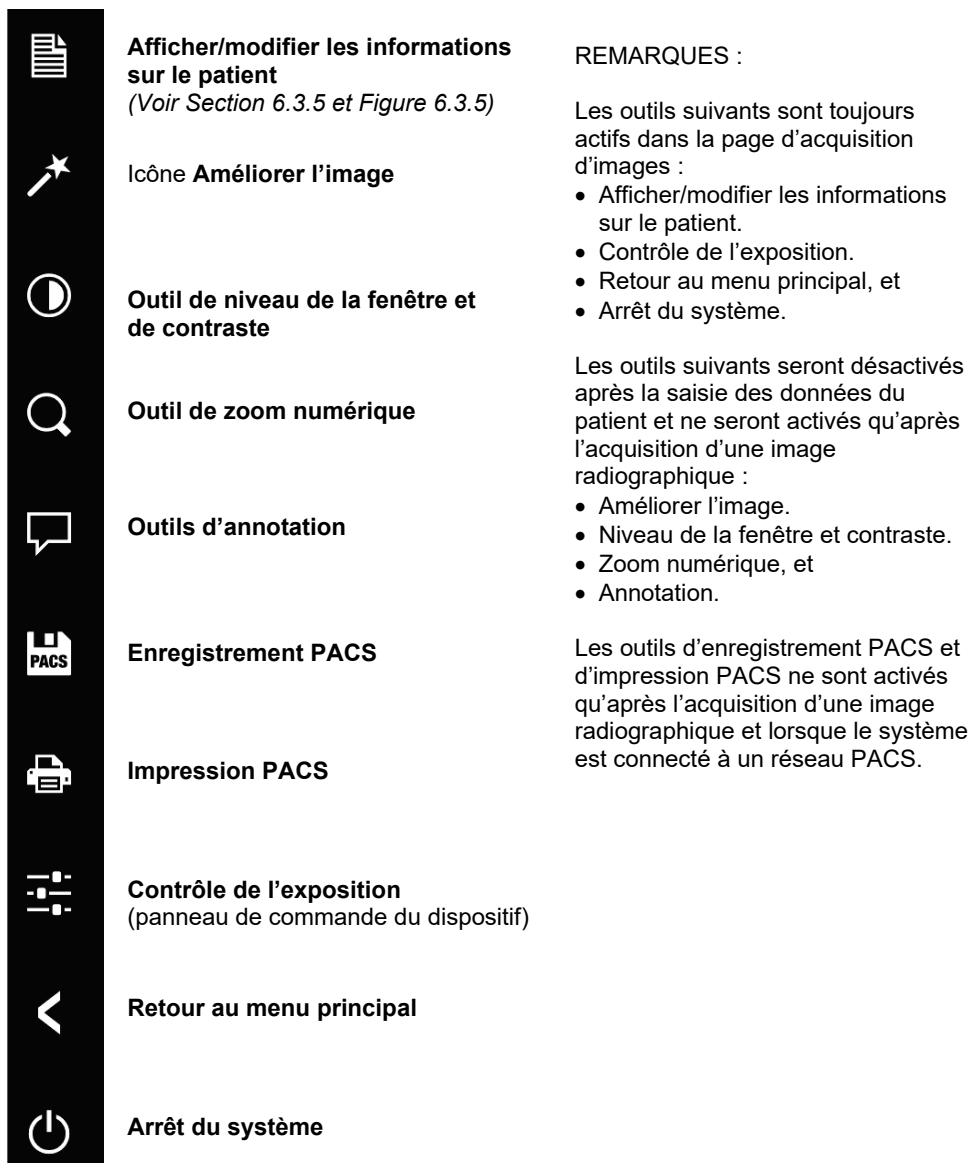 Afficher/modifier les informations
sur le patient
(Voir Section 6.3.5 et Figure 6.3.5)
Icône Améliorer l’image
Outil de niveau de la fenêtre et
de contraste
Outil de zoom numérique
Outils d’annotation
PACS
Enregistrement PACS
Impression PACS
Contrôle de l’exposition
(panneau de commande du dispositif)
Retour au menu principal
Arrêt du système
REMARQUES :
Les outils suivants sont toujours
actifs dans la page d’acquisition
d’images :
• Afficher/modifier les informations
sur le patient.
• Contrôle de l’exposition.
• Retour au menu principal, et
• Arrêt du système.
Les outils suivants seront désactivés
après la saisie des données du
patient et ne seront activés qu’après
l’acquisition d’une image
radiographique :
• Améliorer l’image.
• Niveau de la fenêtre et contraste.
• Zoom numérique, et
• Annotation.
Les outils d’enregistrement PACS et
d’impression PACS ne sont activés
qu’après l’acquisition d’une image
radiographique et lorsque le système
est connecté à un réseau PACS.